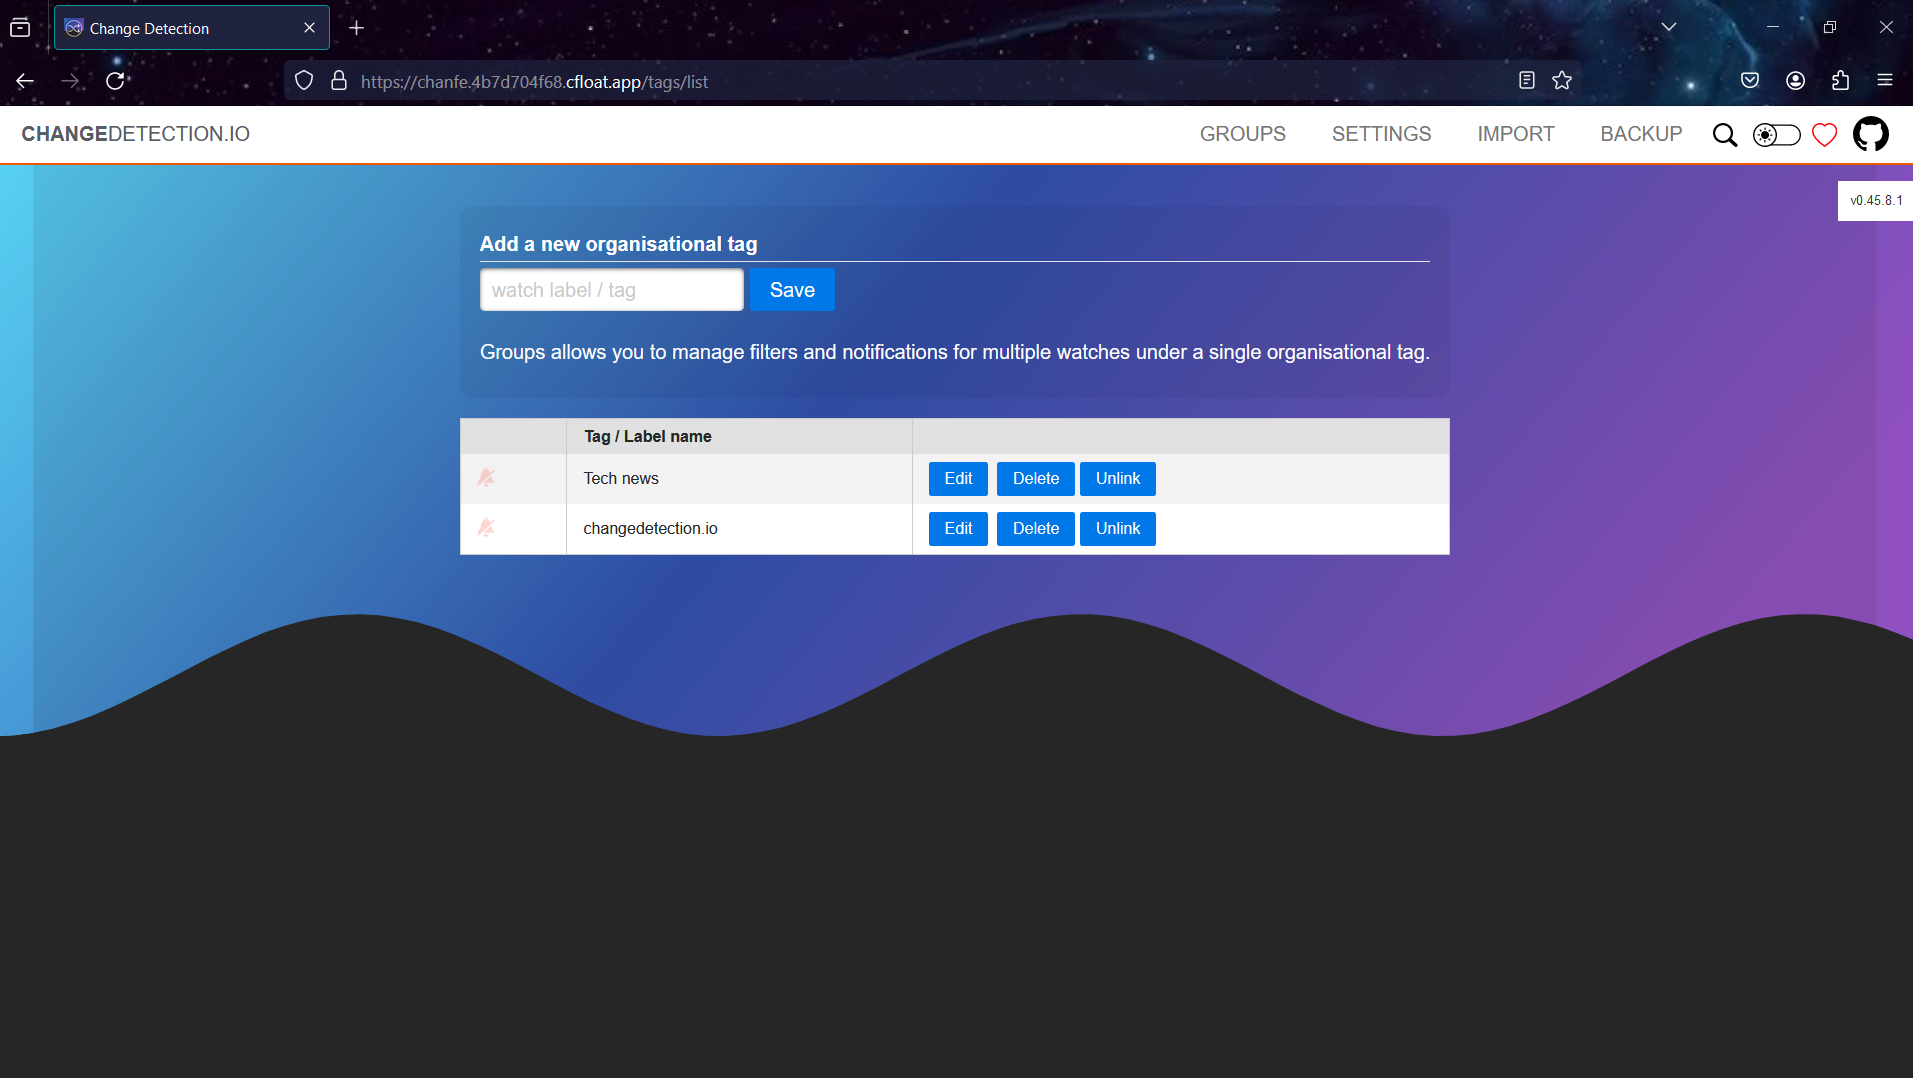 Change Detection
https://chanfe.4b7d704f68.cfloat.app/tags/list
CHANGEDETECTION.IO
GROUPS SETTINGS IMPORT BACKUP
v0.45.8.1
Add a new organisational tag
watch label / tag Save
Groups allows you to manage filters and notifications for multiple watches under a single organisational tag.
Tag / Label name
Tech news Edit Delete Unlink
changedetection.io Edit Delete Unlink